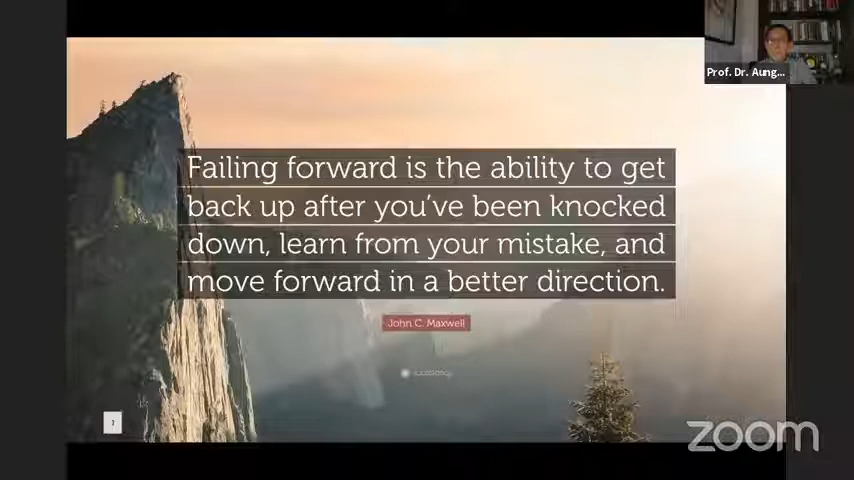 Prof. Dr. Aung...
Failing forward is the ability to get
back up after you've been knocked
down, learn from your mistake, and
move forward in a better direction.
John C. Maxwell
zoom